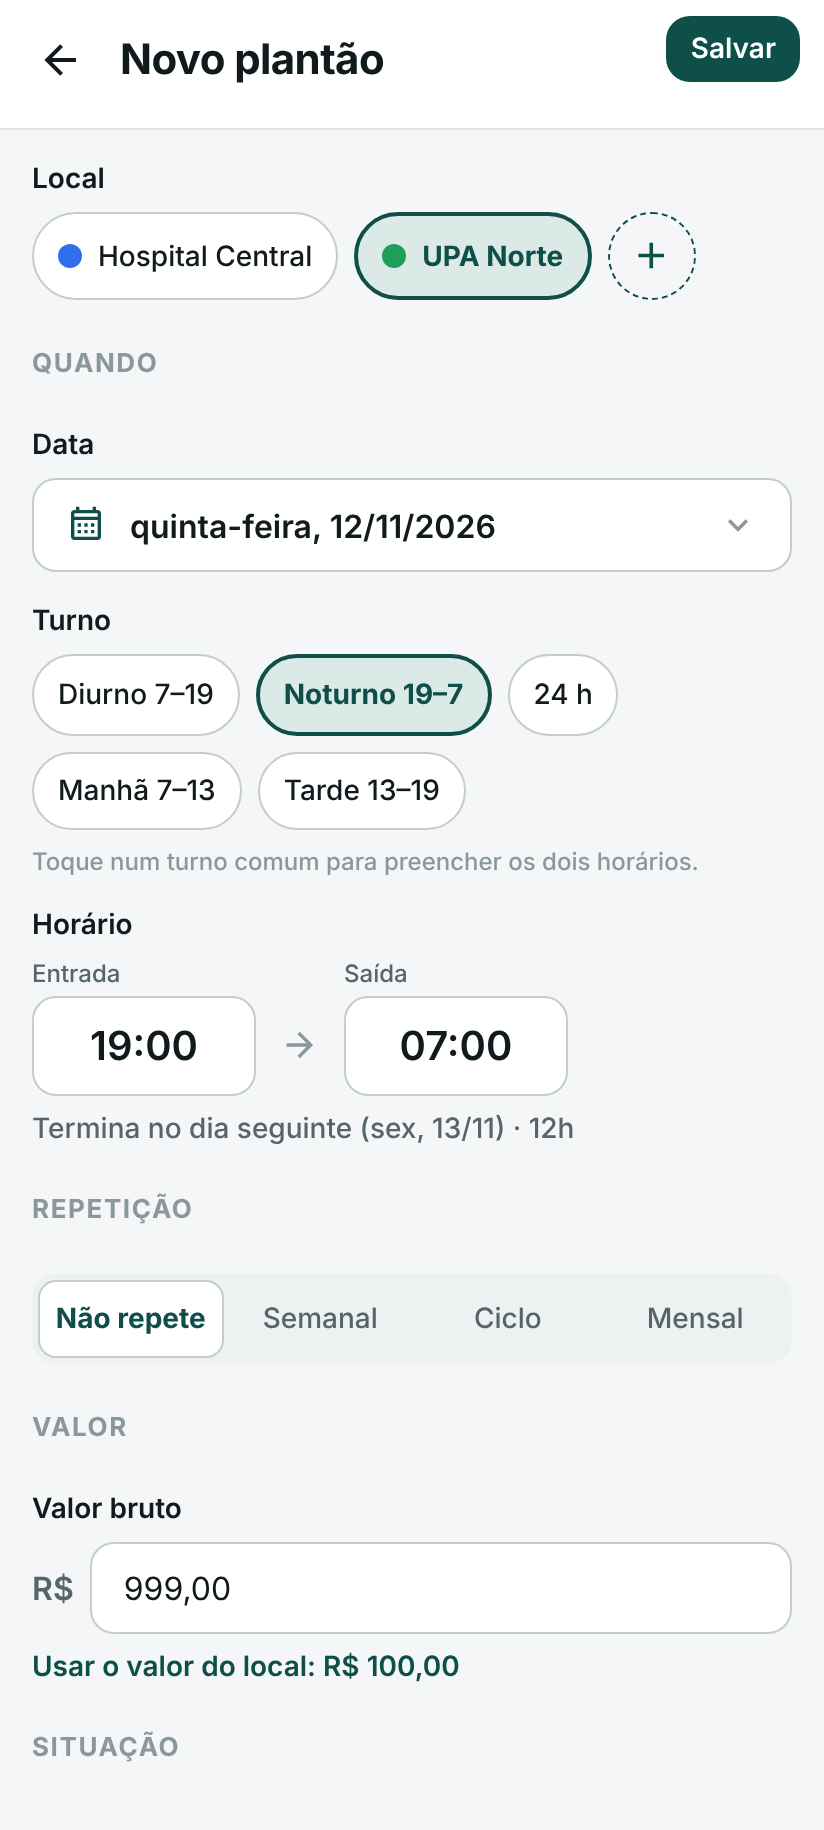 Novo plantão
Salvar
Local
Hospital Central
UPA Norte
+
QUANDO
Data
quinta-feira, 12/11/2026
Turno
Diurno 7–19
Noturno 19–7
24 h
Manhã 7–13
Tarde 13–19
Toque num turno comum para preencher os dois horários.
Horário
Entrada
Saída
19:00
07:00
Termina no dia seguinte (sex, 13/11) · 12h
REPETIÇÃO
Não repete
Semanal
Ciclo
Mensal
VALOR
Valor bruto
R$ 999,00
Usar o valor do local: R$ 100,00
SITUAÇÃO